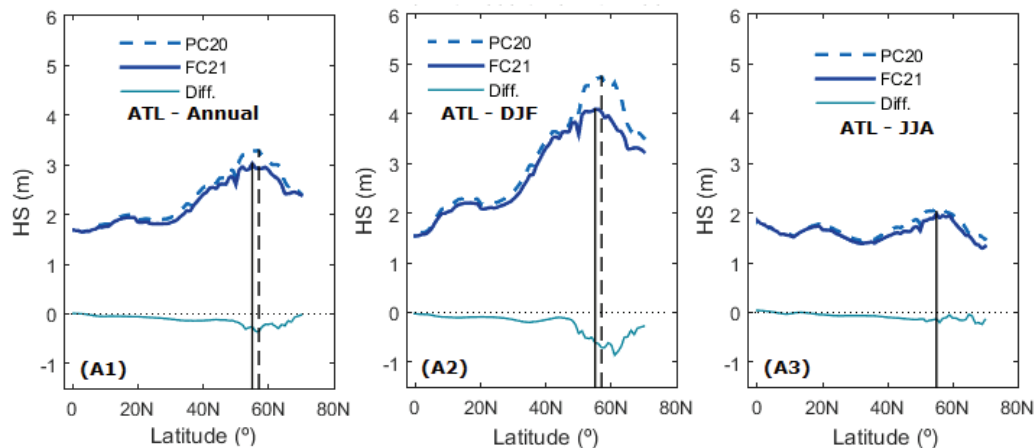 6
5
4
3
2
1
0
-1
HS (m)
PC20
FC21
Diff.
ATL - Annual
(A1)
0 20N 40N 60N 80N
Latitude (º)
6
5
4
3
2
1
0
-1
HS (m)
PC20
FC21
Diff.
ATL - DJF
(A2)
0 20N 40N 60N 80N
Latitude (º)
6
5
4
3
2
1
0
-1
HS (m)
PC20
FC21
Diff.
ATL - JJA
(A3)
0 20N 40N 60N 80N
Latitude (º)